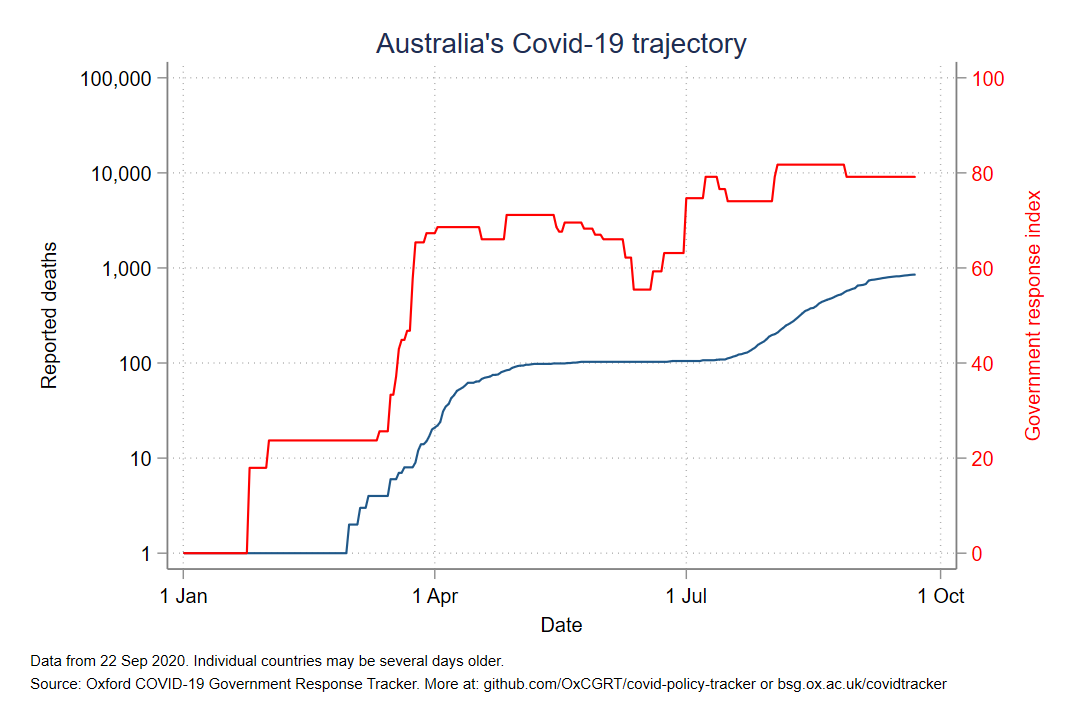 Australia's Covid-19 trajectory
100,000
10,000
1,000
100
10
1
Reported deaths
100
80
60
40
20
0
Government response index
1 Jan
1 Apr
1 Jul
1 Oct
Date
Data from 22 Sep 2020. Individual countries may be several days older.
Source: Oxford COVID-19 Government Response Tracker. More at: github.com/OxCGRT/covid-policy-tracker or bsg.ox.ac.uk/covidtracker